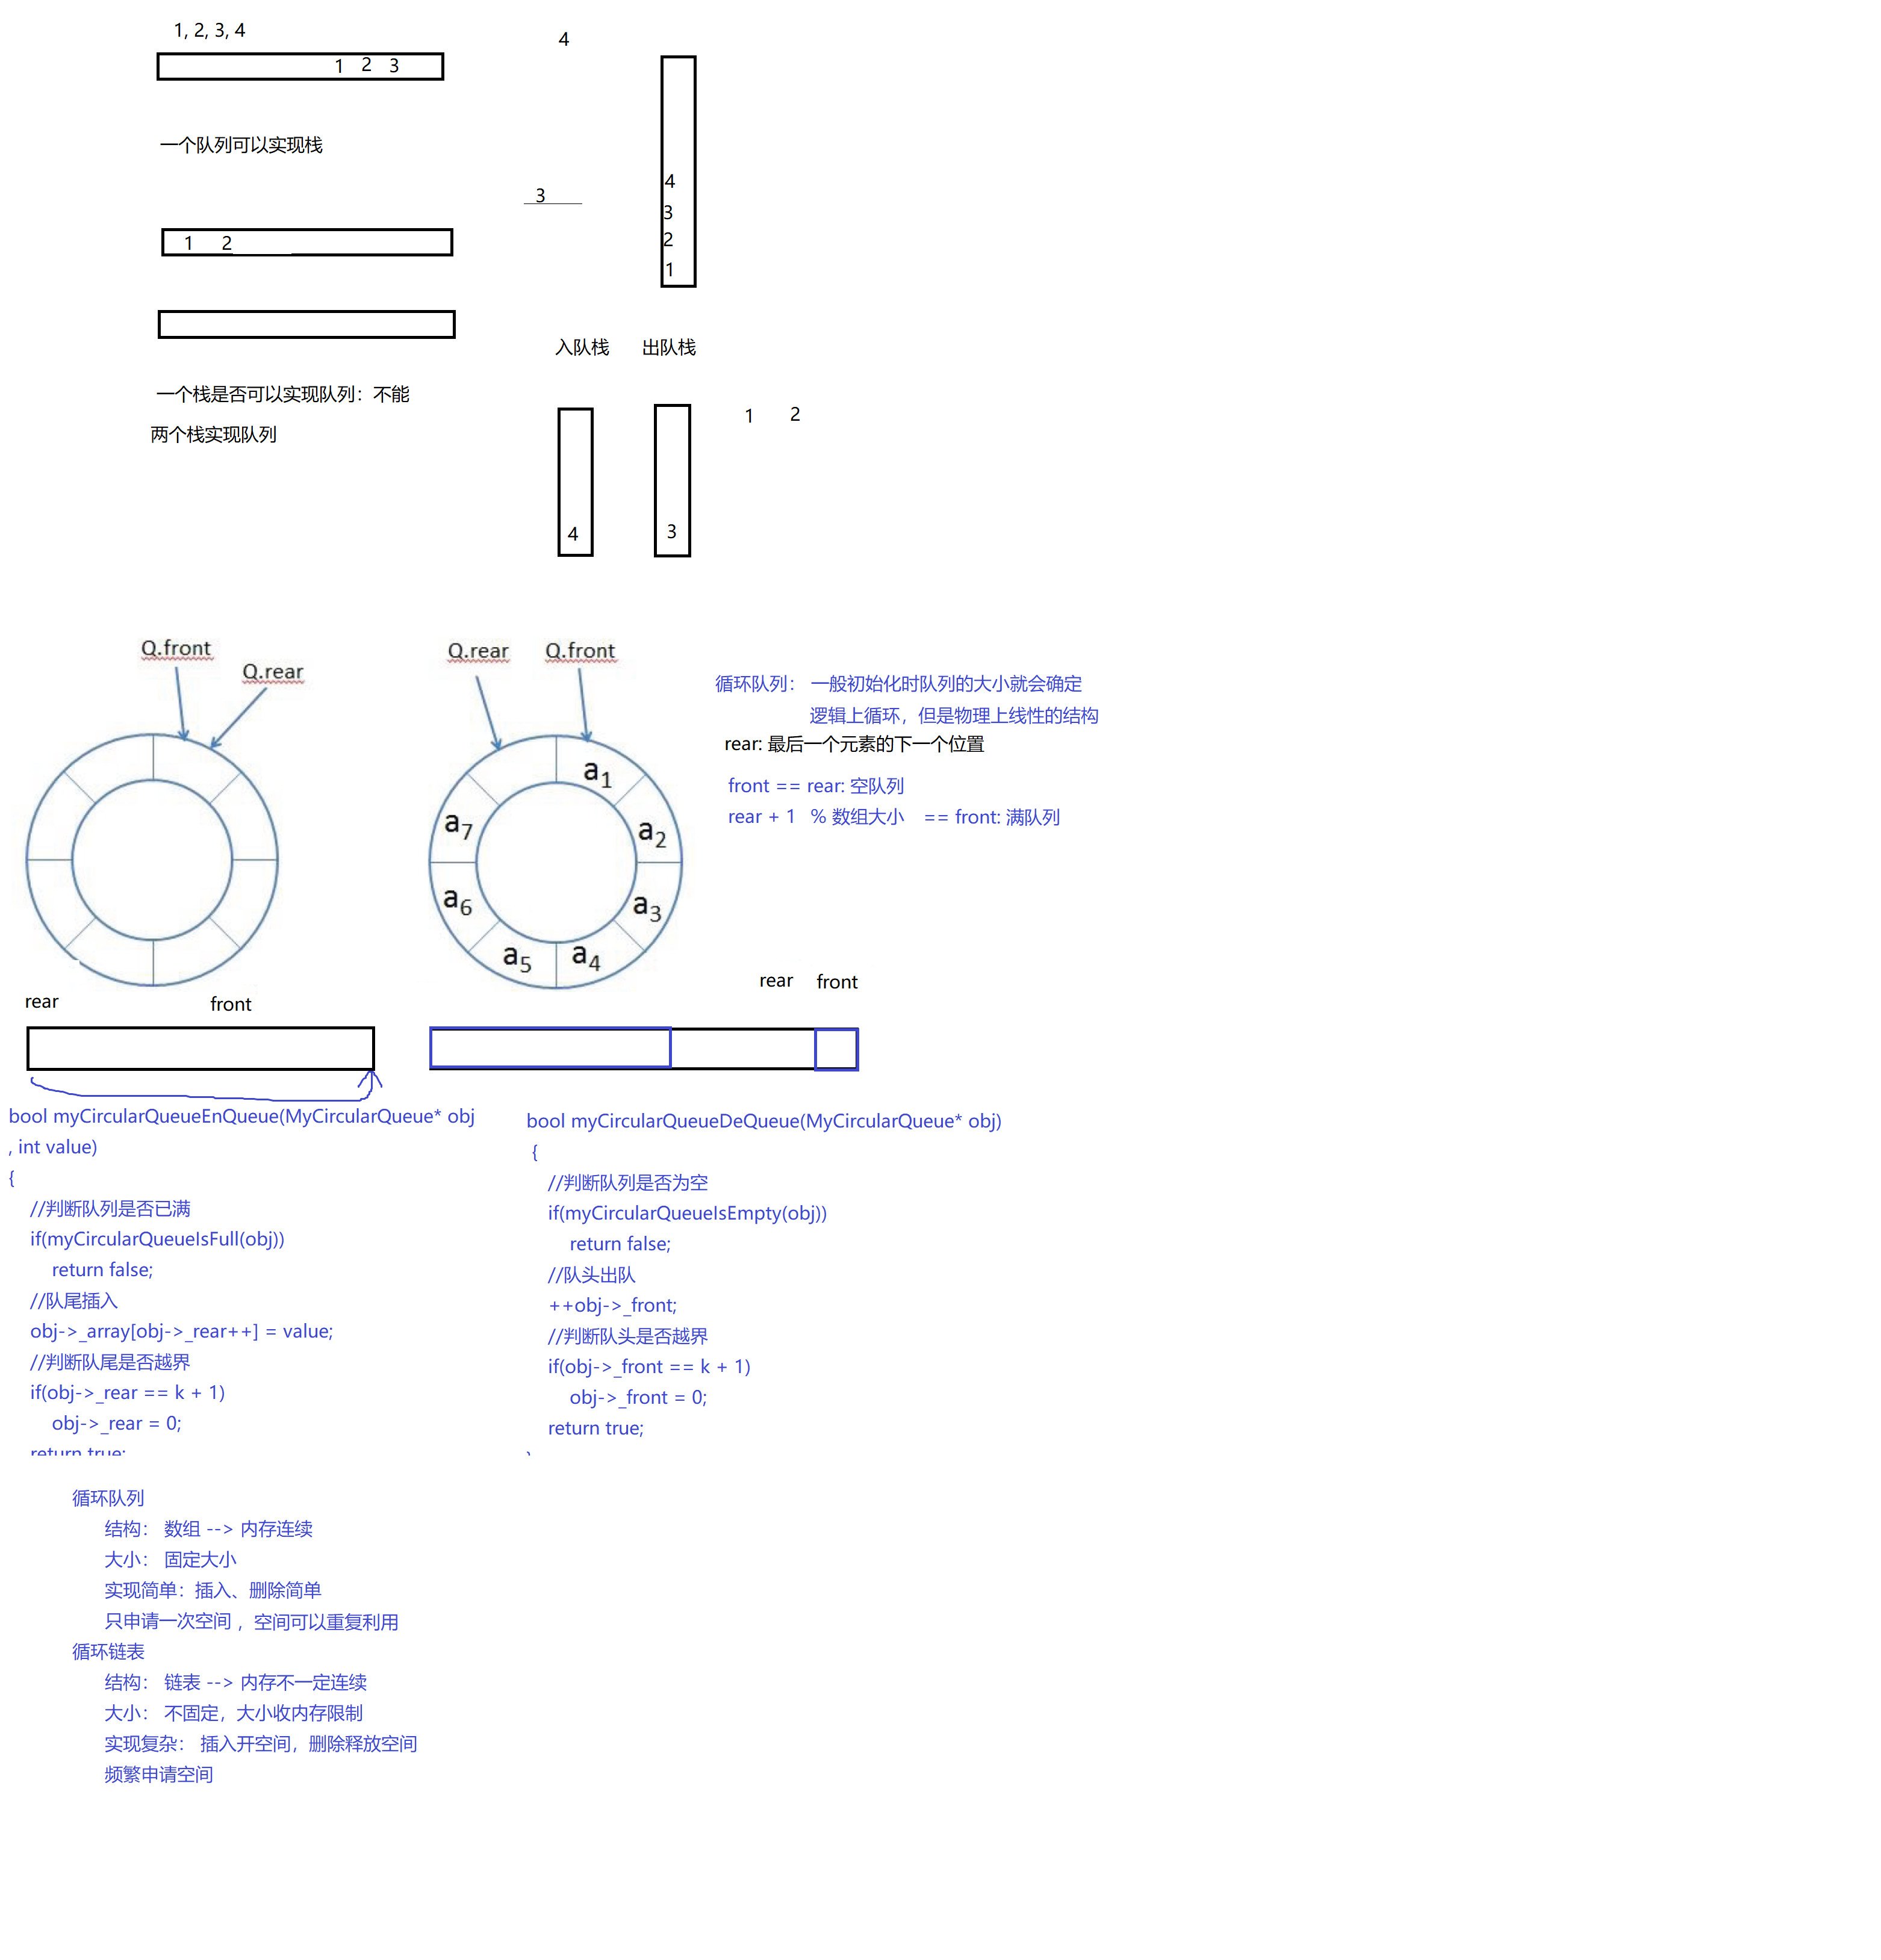 1, 2, 3, 4
1 2 3
一个队列可以实现栈
1 2
一个栈是否可以实现队列：不能
两个栈实现队列
4
3
4
3
2
1
入队栈 出队栈
4
3
1 2
Q.front
Q.rear
Q.rear Q.front
a1
a2
a3
a4
a5
a6
a7
循环队列： 一般初始化时队列的大小就会确定
逻辑上循环，但是物理上线性的结构
rear: 最后一个元素的下一个位置
front == rear: 空队列
rear + 1 % 数组大小 == front: 满队列
rear front
rear front
bool myCircularQueueEnQueue(MyCircularQueue* obj
, int value)
{
//判断队列是否已满
if(myCircularQueueIsFull(obj))
return false;
//队尾插入
obj->_array[obj->_rear++] = value;
//判断队尾是否越界
if(obj->_rear == k + 1)
obj->_rear = 0;
return true;
bool myCircularQueueDeQueue(MyCircularQueue* obj)
{
//判断队列是否为空
if(myCircularQueueIsEmpty(obj))
return false;
//队头出队
++obj->_front;
//判断队头是否越界
if(obj->_front == k + 1)
obj->_front = 0;
return true;
}
循环队列
结构： 数组 --> 内存连续
大小： 固定大小
实现简单：插入、删除简单
只申请一次空间 ，空间可以重复利用
循环链表
结构： 链表 --> 内存不一定连续
大小： 不固定，大小收内存限制
实现复杂： 插入开空间，删除释放空间
频繁申请空间